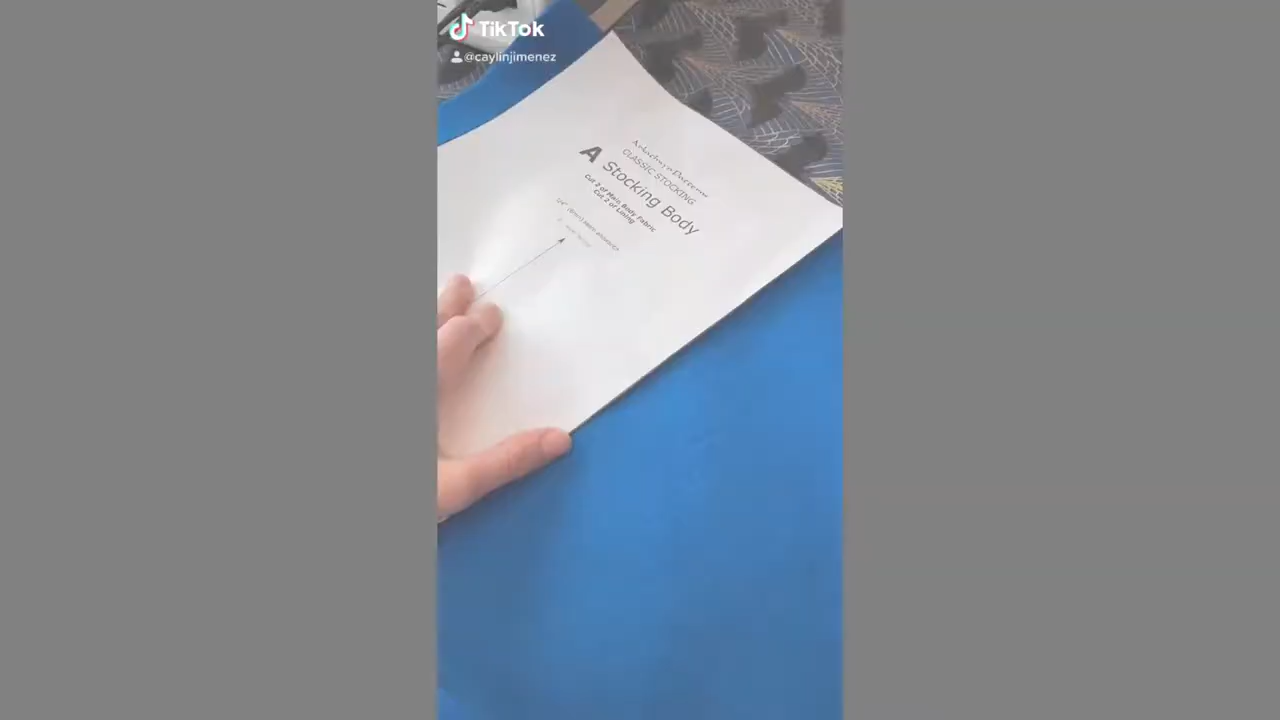 TikTok
@caylinjimenez
CLASSIC STOCKING
A Stocking Body
Cut 2 of Main Body Fabric
Cut 2 of Lining